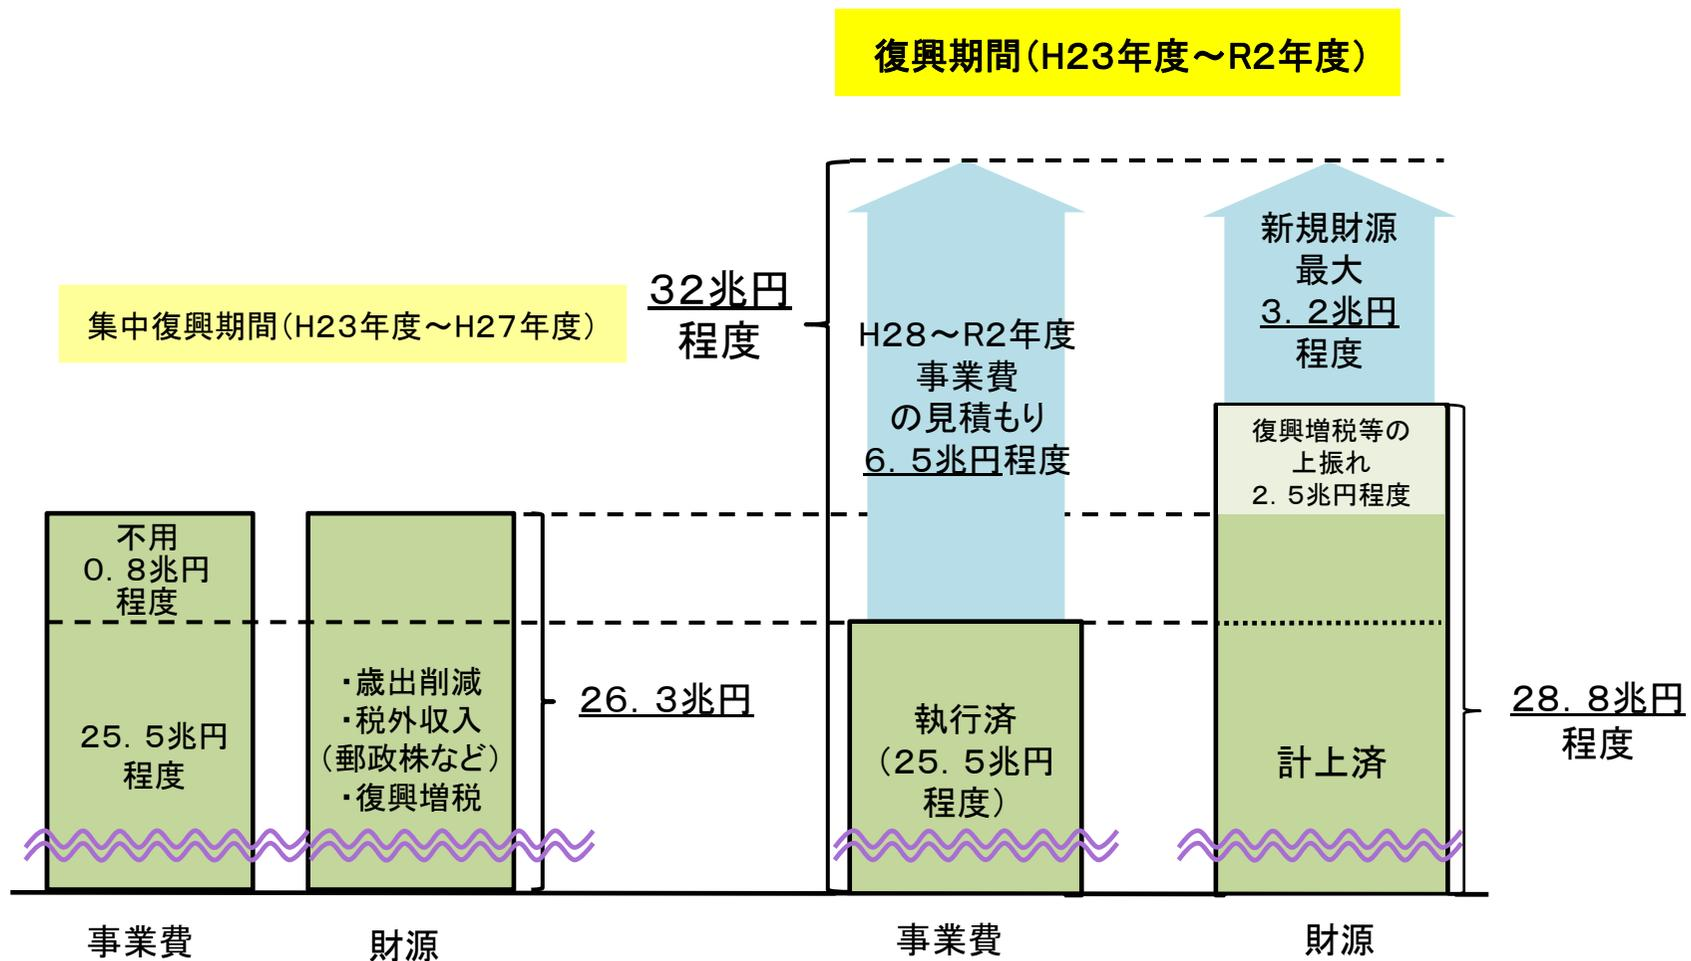 復興期間（H23年度～R2年度）
集中復興期間（H23年度～H27年度）
不用
0．8兆円
程度
25．5兆円
程度
・歳出削減
・税外収入
（郵政株など）
・復興増税
26．3兆円
32兆円
程度
H28～R2年度
事業費
の見積もり
6．5兆円程度
執行済
（25．5兆円
程度）
新規財源
最大
3．2兆円
程度
復興増税等の
上振れ
2．5兆円程度
計上済
28．8兆円
程度
事業費
財源
事業費
財源